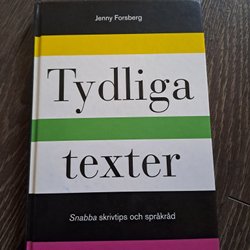 Jenny Forsberg
Tydliga
texter
Snabba skrivtips och språkråd